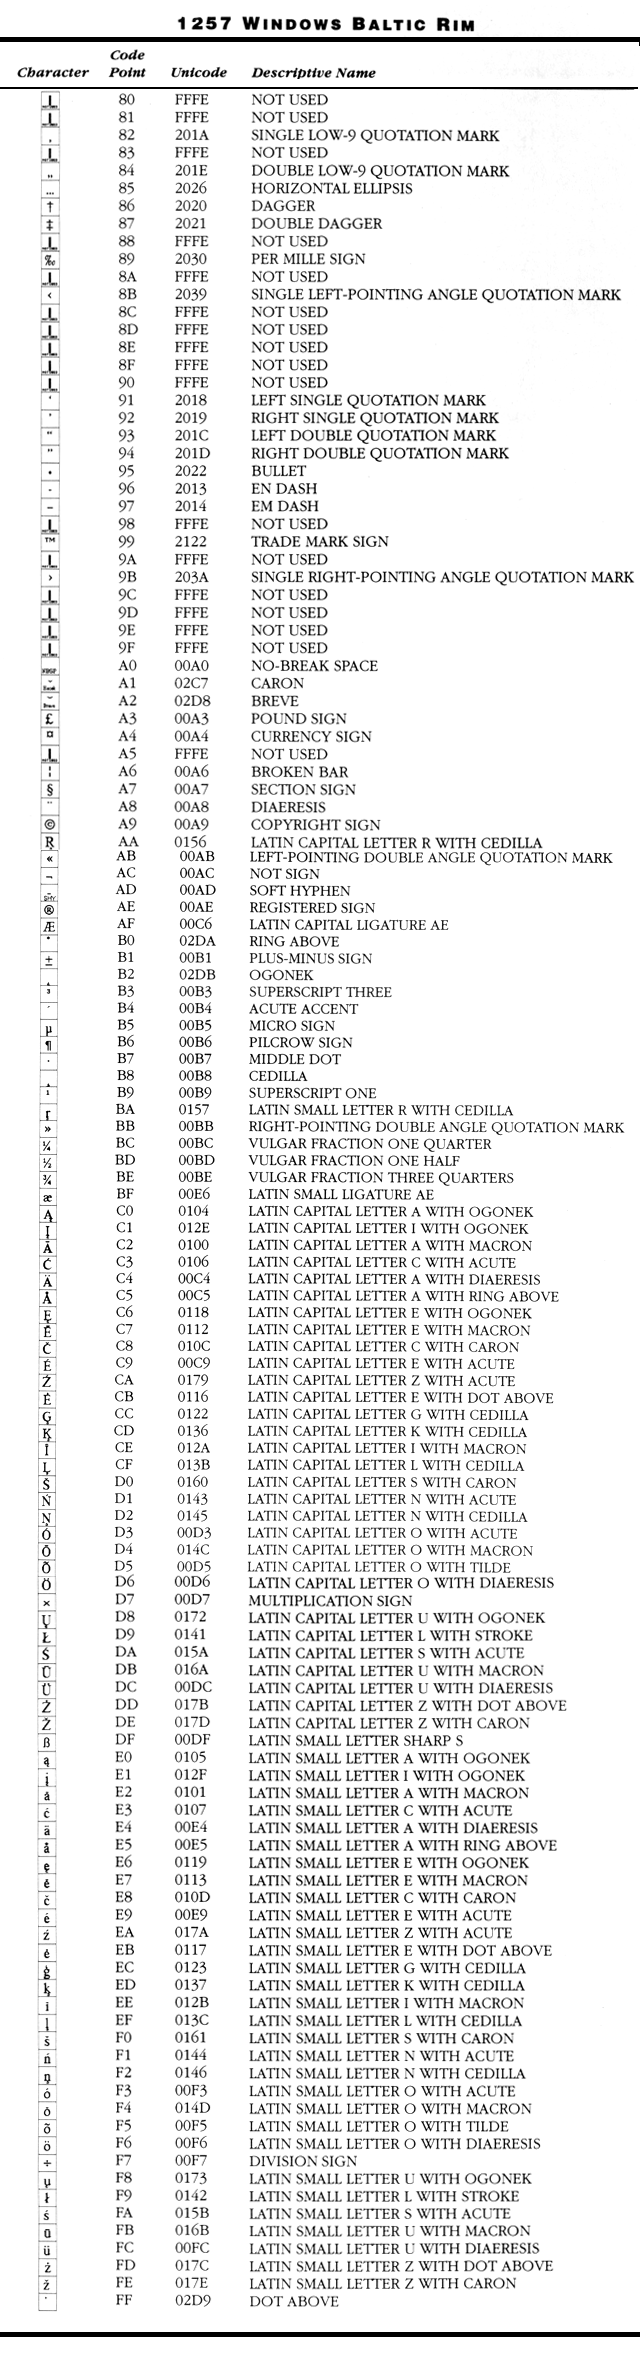 1257 WINDOWS BALTIC RIM
Code
Character Point Unicode Descriptive Name
80 FFFE NOT USED
81 FFFE NOT USED
‚ 82 201A SINGLE LOW-9 QUOTATION MARK
83 FFFE NOT USED
„ 84 201E DOUBLE LOW-9 QUOTATION MARK
… 85 2026 HORIZONTAL ELLIPSIS
† 86 2020 DAGGER
‡ 87 2021 DOUBLE DAGGER
88 FFFE NOT USED
‰ 89 2030 PER MILLE SIGN
8A FFFE NOT USED
‹ 8B 2039 SINGLE LEFT-POINTING ANGLE QUOTATION MARK
8C FFFE NOT USED
8D FFFE NOT USED
8E FFFE NOT USED
8F FFFE NOT USED
90 FFFE NOT USED
‘ 91 2018 LEFT SINGLE QUOTATION MARK
’ 92 2019 RIGHT SINGLE QUOTATION MARK
“ 93 201C LEFT DOUBLE QUOTATION MARK
” 94 201D RIGHT DOUBLE QUOTATION MARK
• 95 2022 BULLET
– 96 2013 EN DASH
— 97 2014 EM DASH
98 FFFE NOT USED
™ 99 2122 TRADE MARK SIGN
9A FFFE NOT USED
› 9B 203A SINGLE RIGHT-POINTING ANGLE QUOTATION MARK
9C FFFE NOT USED
9D FFFE NOT USED
9E FFFE NOT USED
9F FFFE NOT USED
NBSP A0 00A0 NO-BREAK SPACE
ˇ A1 02C7 CARON
˘ A2 02D8 BREVE
£ A3 00A3 POUND SIGN
¤ A4 00A4 CURRENCY SIGN
A5 FFFE NOT USED
¦ A6 00A6 BROKEN BAR
§ A7 00A7 SECTION SIGN
¨ A8 00A8 DIAERESIS
© A9 00A9 COPYRIGHT SIGN
Ŗ AA 0156 LATIN CAPITAL LETTER R WITH CEDILLA
« AB 00AB LEFT-POINTING DOUBLE ANGLE QUOTATION MARK
¬ AC 00AC NOT SIGN
SHY AD 00AD SOFT HYPHEN
® AE 00AE REGISTERED SIGN
Æ AF 00C6 LATIN CAPITAL LIGATURE AE
° B0 02DA RING ABOVE
± B1 00B1 PLUS-MINUS SIGN
B2 02DB OGONEK
³ B3 00B3 SUPERSCRIPT THREE
´ B4 00B4 ACUTE ACCENT
µ B5 00B5 MICRO SIGN
¶ B6 00B6 PILCROW SIGN
· B7 00B7 MIDDLE DOT
B8 00B8 CEDILLA
¹ B9 00B9 SUPERSCRIPT ONE
ŗ BA 0157 LATIN SMALL LETTER R WITH CEDILLA
» BB 00BB RIGHT-POINTING DOUBLE ANGLE QUOTATION MARK
¼ BC 00BC VULGAR FRACTION ONE QUARTER
½ BD 00BD VULGAR FRACTION ONE HALF
¾ BE 00BE VULGAR FRACTION THREE QUARTERS
æ BF 00E6 LATIN SMALL LIGATURE AE
Ą C0 0104 LATIN CAPITAL LETTER A WITH OGONEK
Į C1 012E LATIN CAPITAL LETTER I WITH OGONEK
Ā C2 0100 LATIN CAPITAL LETTER A WITH MACRON
Ć C3 0106 LATIN CAPITAL LETTER C WITH ACUTE
Ä C4 00C4 LATIN CAPITAL LETTER A WITH DIAERESIS
Å C5 00C5 LATIN CAPITAL LETTER A WITH RING ABOVE
Ę C6 0118 LATIN CAPITAL LETTER E WITH OGONEK
Ē C7 0112 LATIN CAPITAL LETTER E WITH MACRON
Č C8 010C LATIN CAPITAL LETTER C WITH CARON
É C9 00C9 LATIN CAPITAL LETTER E WITH ACUTE
Ź CA 0179 LATIN CAPITAL LETTER Z WITH ACUTE
Ė CB 0116 LATIN CAPITAL LETTER E WITH DOT ABOVE
Ģ CC 0122 LATIN CAPITAL LETTER G WITH CEDILLA
Ķ CD 0136 LATIN CAPITAL LETTER K WITH CEDILLA
Ī CE 012A LATIN CAPITAL LETTER I WITH MACRON
Ļ CF 013B LATIN CAPITAL LETTER L WITH CEDILLA
Š D0 0160 LATIN CAPITAL LETTER S WITH CARON
Ń D1 0143 LATIN CAPITAL LETTER N WITH ACUTE
Ņ D2 0145 LATIN CAPITAL LETTER N WITH CEDILLA
Ó D3 00D3 LATIN CAPITAL LETTER O WITH ACUTE
Ō D4 014C LATIN CAPITAL LETTER O WITH MACRON
Õ D5 00D5 LATIN CAPITAL LETTER O WITH TILDE
Ö D6 00D6 LATIN CAPITAL LETTER O WITH DIAERESIS
× D7 00D7 MULTIPLICATION SIGN
Ų D8 0172 LATIN CAPITAL LETTER U WITH OGONEK
Ł D9 0141 LATIN CAPITAL LETTER L WITH STROKE
Ś DA 015A LATIN CAPITAL LETTER S WITH ACUTE
Ū DB 016A LATIN CAPITAL LETTER U WITH MACRON
Ü DC 00DC LATIN CAPITAL LETTER U WITH DIAERESIS
Ż DD 017B LATIN CAPITAL LETTER Z WITH DOT ABOVE
Ž DE 017D LATIN CAPITAL LETTER Z WITH CARON
ß DF 00DF LATIN SMALL LETTER SHARP S
ą E0 0105 LATIN SMALL LETTER A WITH OGONEK
į E1 012F LATIN SMALL LETTER I WITH OGONEK
ā E2 0101 LATIN SMALL LETTER A WITH MACRON
ć E3 0107 LATIN SMALL LETTER C WITH ACUTE
ä E4 00E4 LATIN SMALL LETTER A WITH DIAERESIS
å E5 00E5 LATIN SMALL LETTER A WITH RING ABOVE
ę E6 0119 LATIN SMALL LETTER E WITH OGONEK
ē E7 0113 LATIN SMALL LETTER E WITH MACRON
č E8 010D LATIN SMALL LETTER C WITH CARON
é E9 00E9 LATIN SMALL LETTER E WITH ACUTE
ź EA 017A LATIN SMALL LETTER Z WITH ACUTE
ė EB 0117 LATIN SMALL LETTER E WITH DOT ABOVE
ģ EC 0123 LATIN SMALL LETTER G WITH CEDILLA
ķ ED 0137 LATIN SMALL LETTER K WITH CEDILLA
ī EE 012B LATIN SMALL LETTER I WITH MACRON
ļ EF 013C LATIN SMALL LETTER L WITH CEDILLA
š F0 0161 LATIN SMALL LETTER S WITH CARON
ń F1 0144 LATIN SMALL LETTER N WITH ACUTE
ņ F2 0146 LATIN SMALL LETTER N WITH CEDILLA
ó F3 00F3 LATIN SMALL LETTER O WITH ACUTE
ō F4 014D LATIN SMALL LETTER O WITH MACRON
õ F5 00F5 LATIN SMALL LETTER O WITH TILDE
ö F6 00F6 LATIN SMALL LETTER O WITH DIAERESIS
÷ F7 00F7 DIVISION SIGN
ų F8 0173 LATIN SMALL LETTER U WITH OGONEK
ł F9 0142 LATIN SMALL LETTER L WITH STROKE
ś FA 015B LATIN SMALL LETTER S WITH ACUTE
ū FB 016B LATIN SMALL LETTER U WITH MACRON
ü FC 00FC LATIN SMALL LETTER U WITH DIAERESIS
ż FD 017C LATIN SMALL LETTER Z WITH DOT ABOVE
ž FE 017E LATIN SMALL LETTER Z WITH CARON
˙ FF 02D9 DOT ABOVE